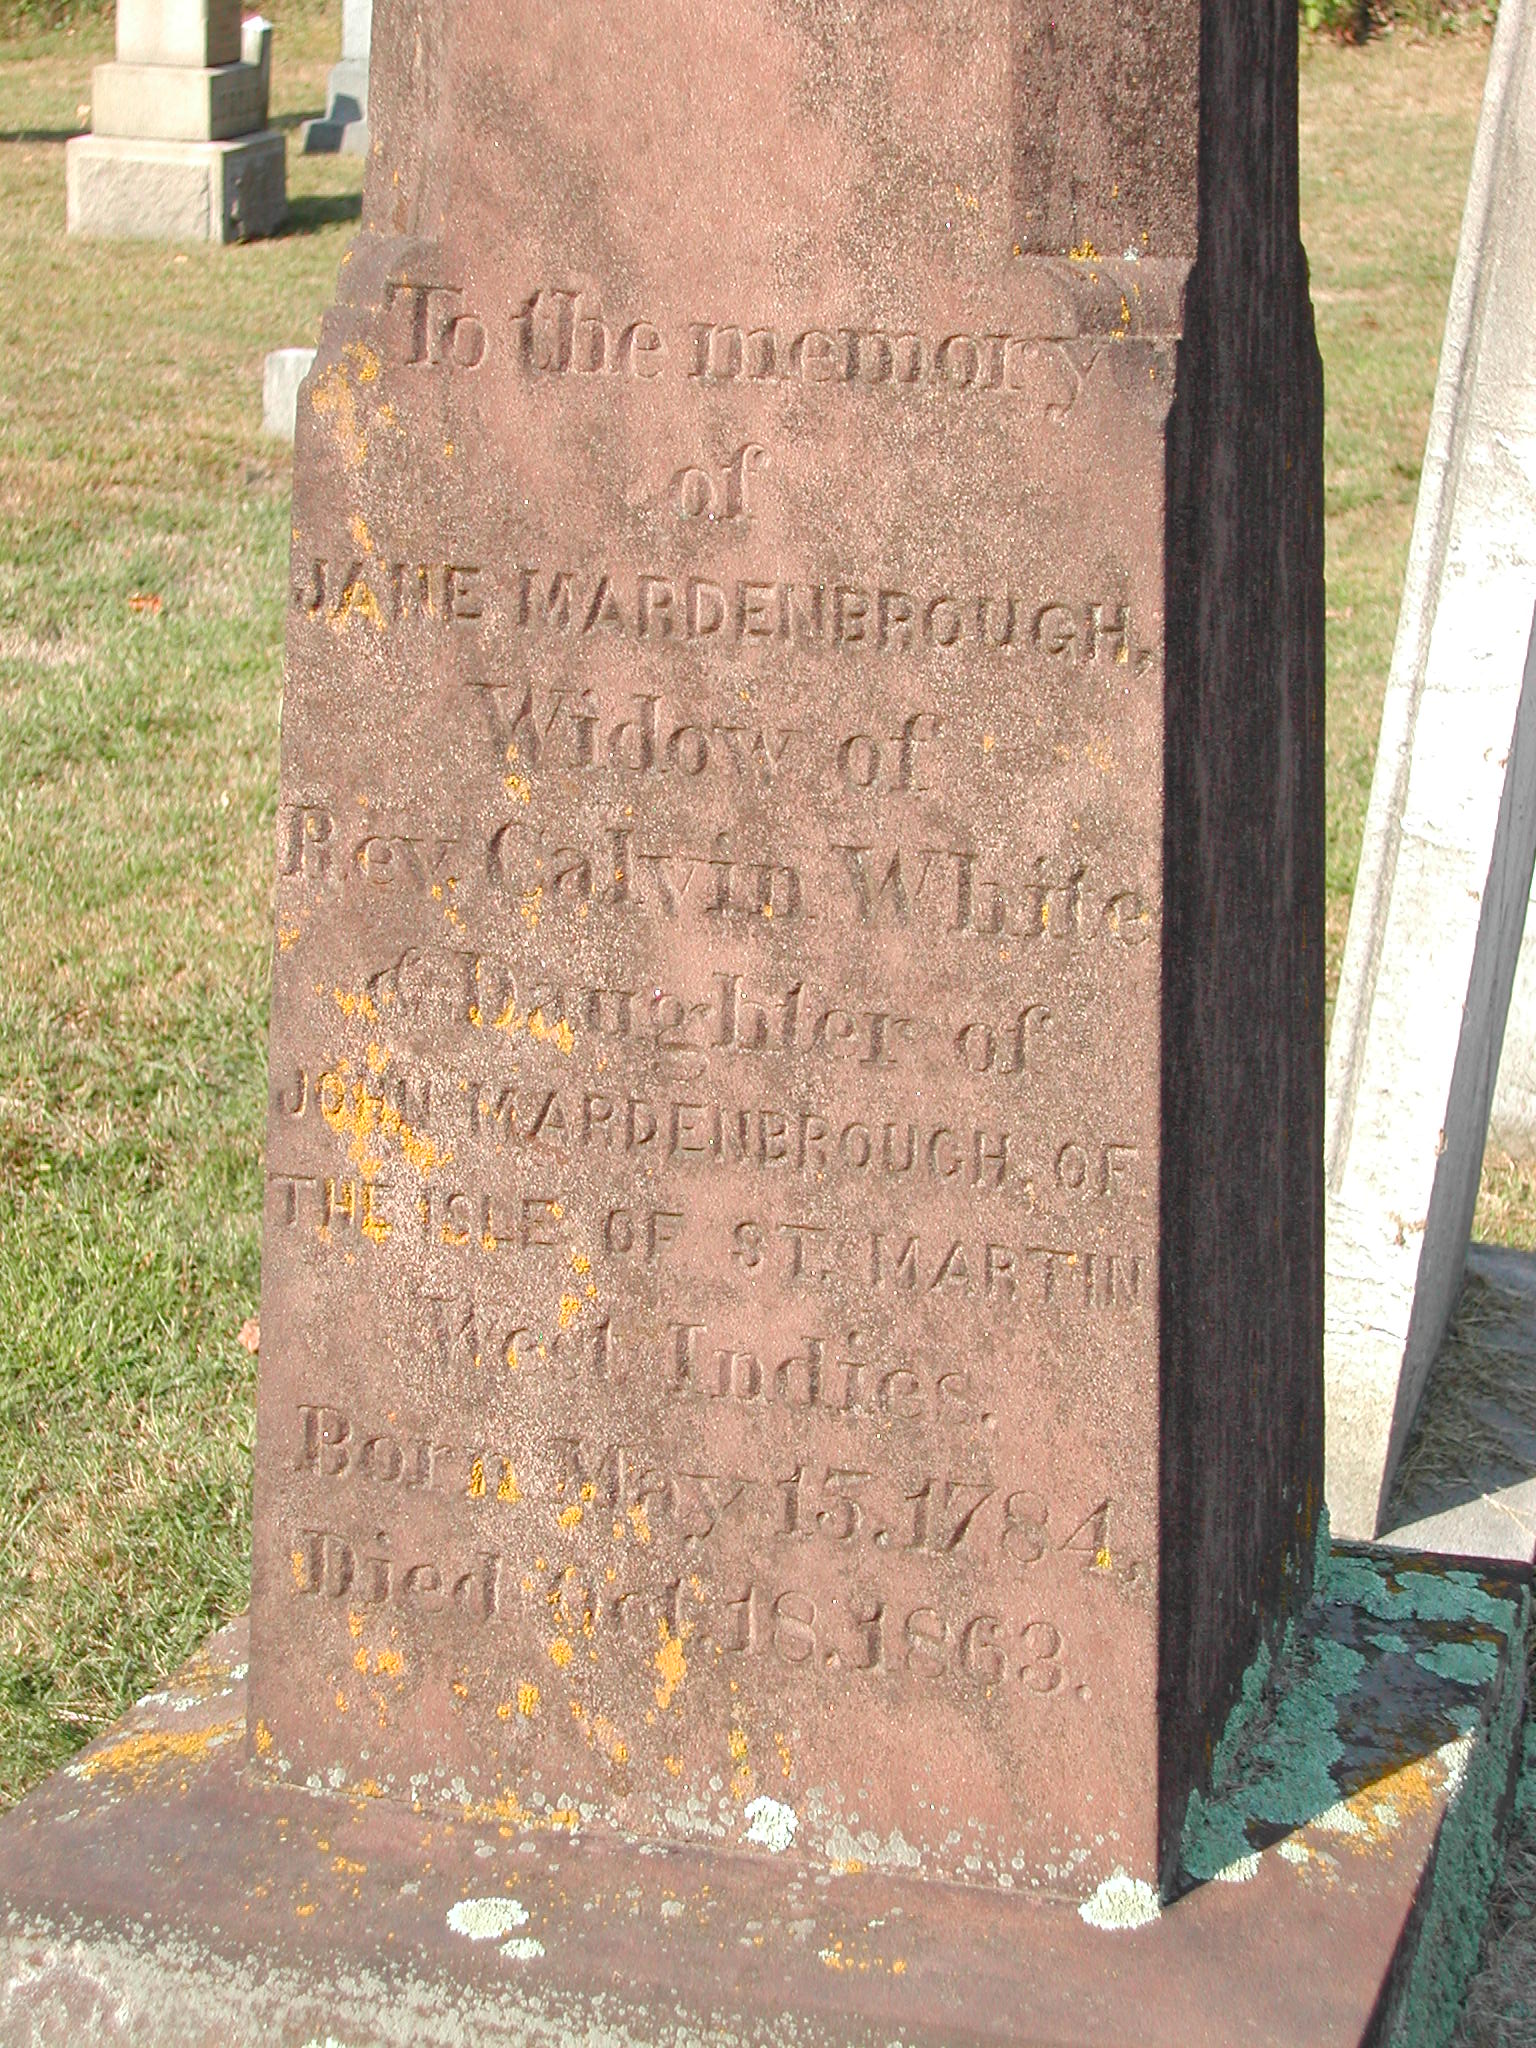 To the memory
of
JANE MARDENBROUGH,
Widow of
Rev. Calvin White
& Daughter of
JOHN MARDENBROUGH OF
THE ISLE OF ST. MARTIN
West Indies.
Born May 15. 1784,
Died Oct. 18. 1863.